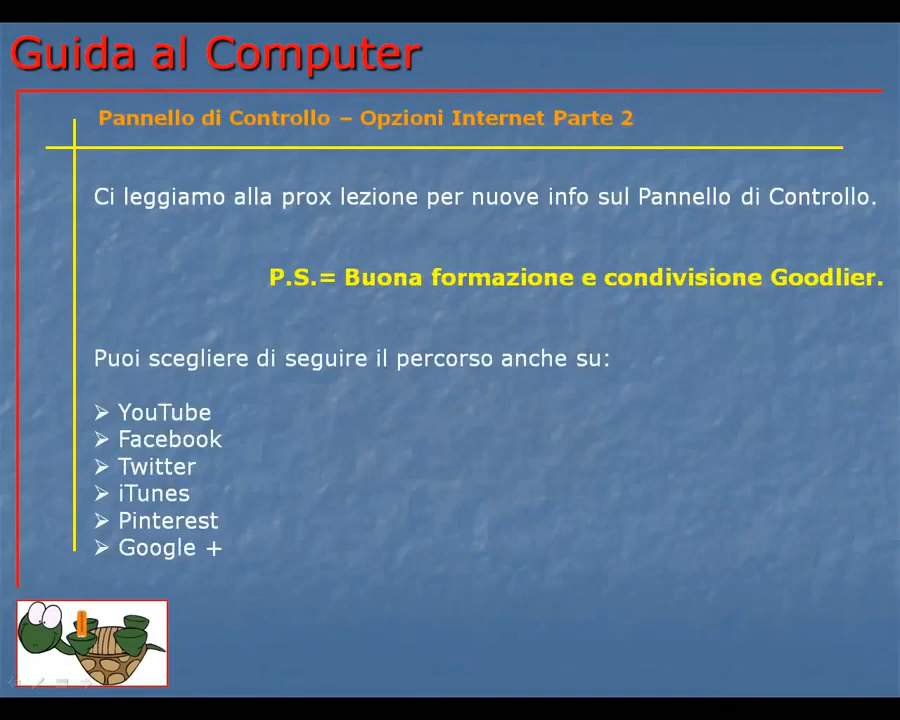 Guida al Computer
Pannello di Controllo – Opzioni Internet Parte 2
Ci leggiamo alla prox lezione per nuove info sul Pannello di Controllo.
P.S.= Buona formazione e condivisione Goodlier.
Puoi scegliere di seguire il percorso anche su:
➢ YouTube
➢ Facebook
➢ Twitter
➢ iTunes
➢ Pinterest
➢ Google +